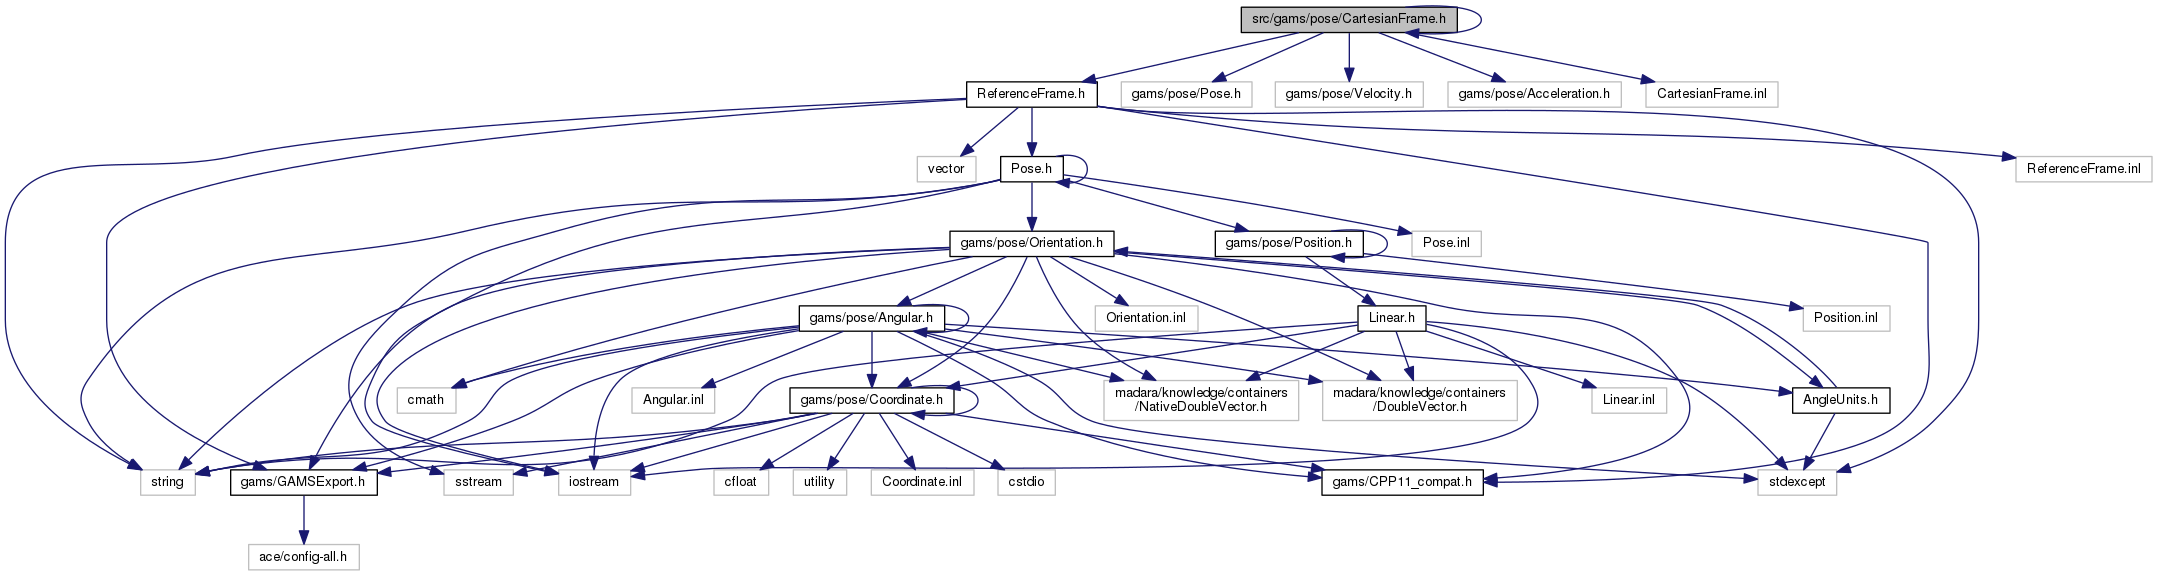 src/gams/pose/CartesianFrame.h
ReferenceFrame.h
gams/pose/Pose.h
gams/pose/Velocity.h
gams/pose/Acceleration.h
CartesianFrame.inl
vector
Pose.h
ReferenceFrame.inl
gams/pose/Orientation.h
gams/pose/Position.h
Pose.inl
gams/pose/Angular.h
Orientation.inl
Linear.h
Position.inl
cmath
Angular.inl
gams/pose/Coordinate.h
madara/knowledge/containers
/NativeDoubleVector.h
madara/knowledge/containers
/DoubleVector.h
Linear.inl
AngleUnits.h
string
gams/GAMSExport.h
sstream
iostream
cfloat
utility
Coordinate.inl
cstdio
gams/CPP11_compat.h
stdexcept
ace/config-all.h